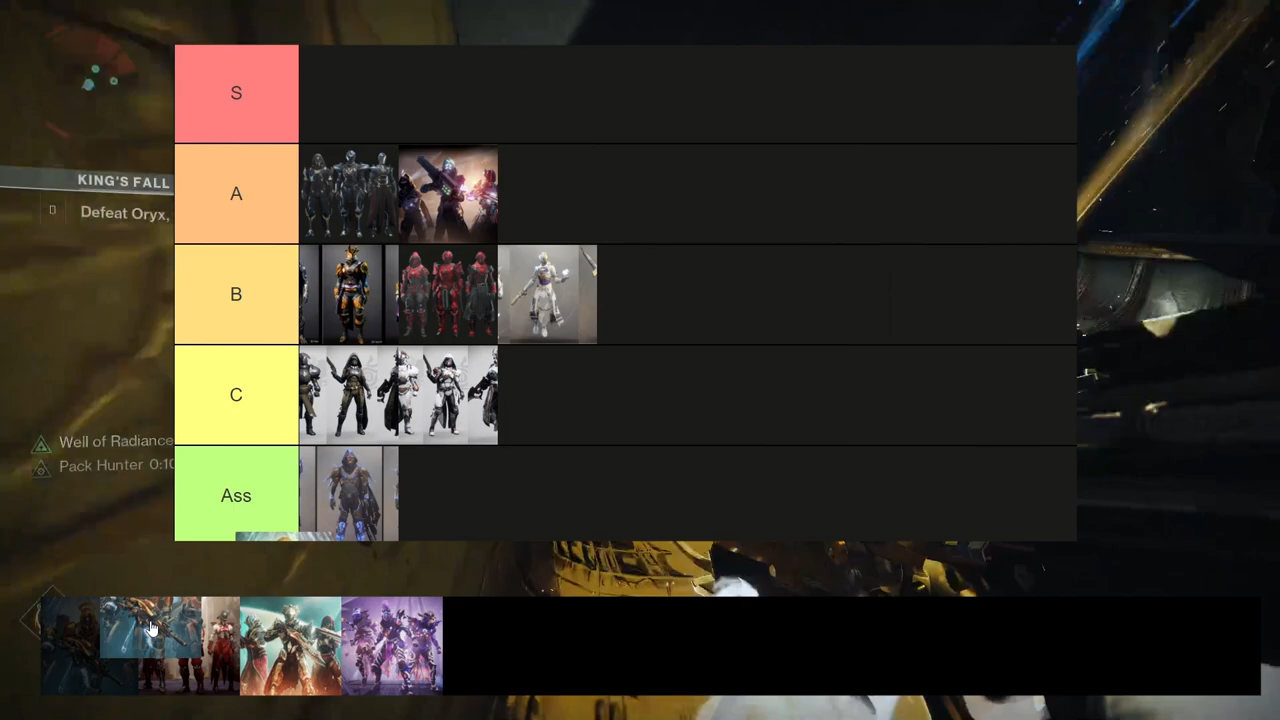 S
KING'S FALL
Defeat Oryx,
A
B
C
Well of Radiance
Pack Hunter 0:10
Ass